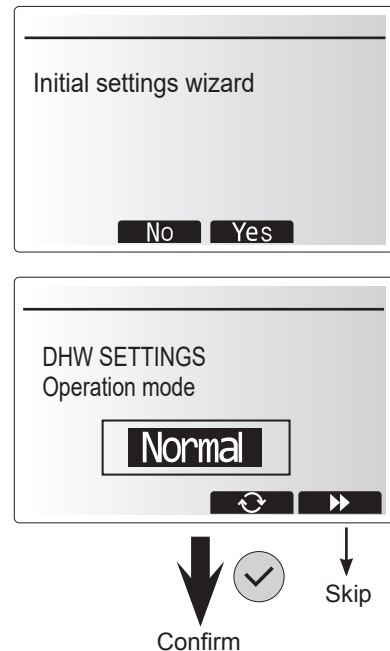 Initial settings wizard
No Yes
DHW SETTINGS
Operation mode
Normal
Skip
Confirm